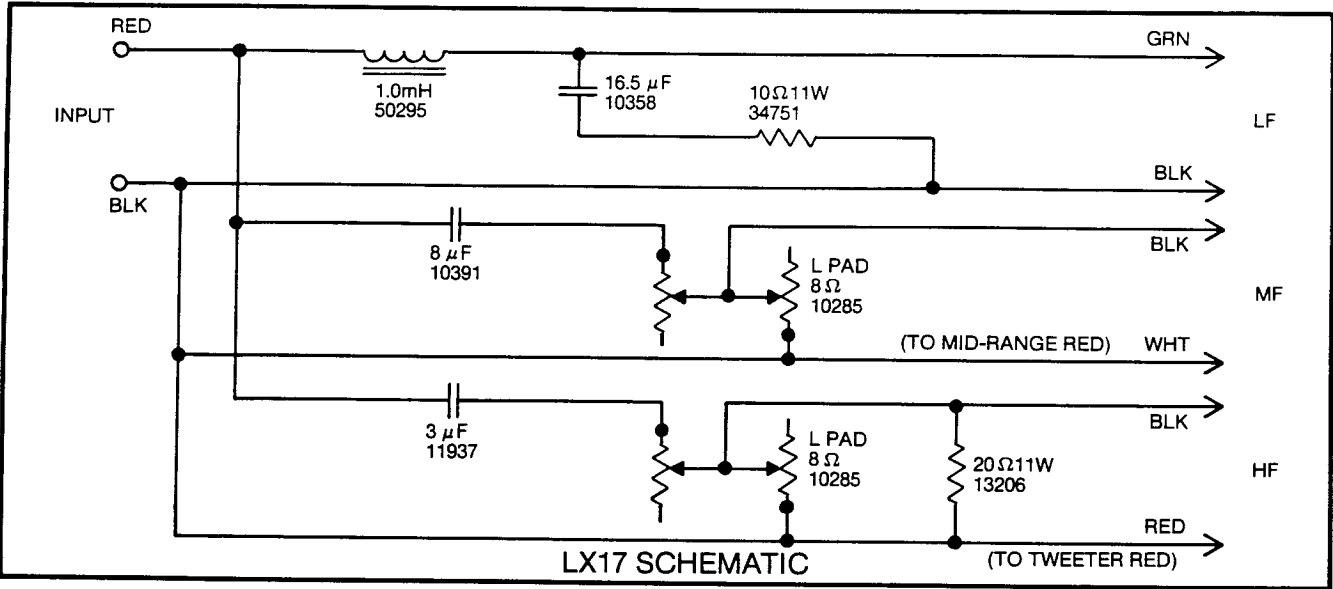 RED
GRN
1.0mH
50295
16.5 µF
10358
10Ω11W
34751
INPUT
LF
BLK
BLK
8 µF
10391
BLK
L PAD
8Ω
10285
MF
(TO MID-RANGE RED) WHT
3 µF
11937
BLK
L PAD
8Ω
10285
20Ω11W
13206
HF
RED
(TO TWEETER RED)
LX17 SCHEMATIC